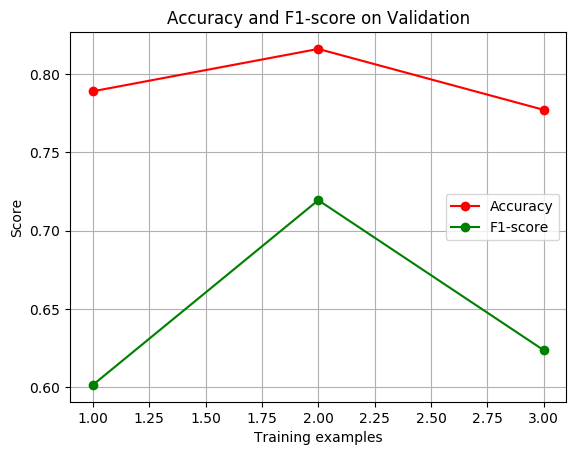 Accuracy and F1-score on Validation
Score
0.80
0.75
0.70
0.65
0.60
Accuracy
F1-score
1.00 1.25 1.50 1.75 2.00 2.25 2.50 2.75 3.00
Training examples